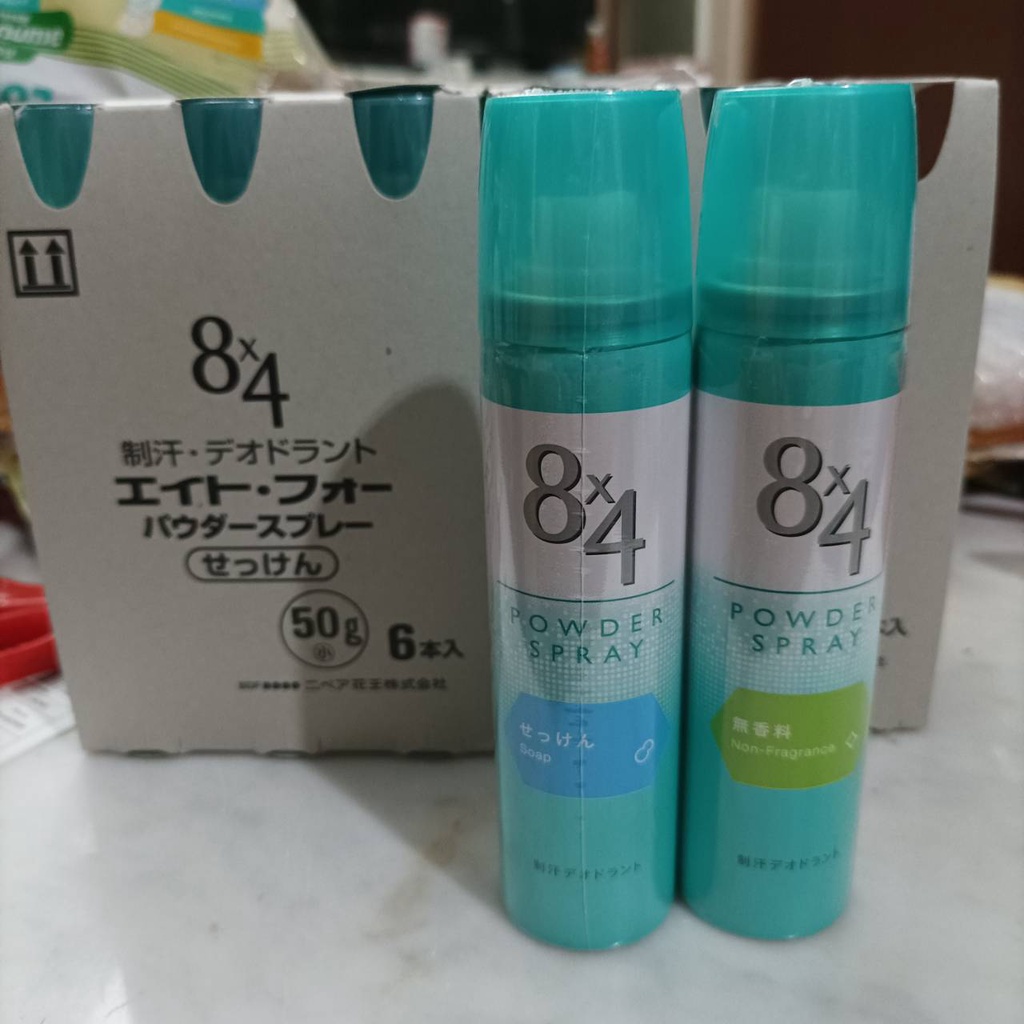 8x4
制汗・デオドラント
エイト・フォー
パウダースプレー
せっけん
50g
小
6本入
ニベア花王株式会社
8x4
POWDER
SPRAY
せっけん
Soap
制汗デオドラント
8x4
POWDER
SPRAY
無香料
Non-Fragrance
制汗デオドラント
本入